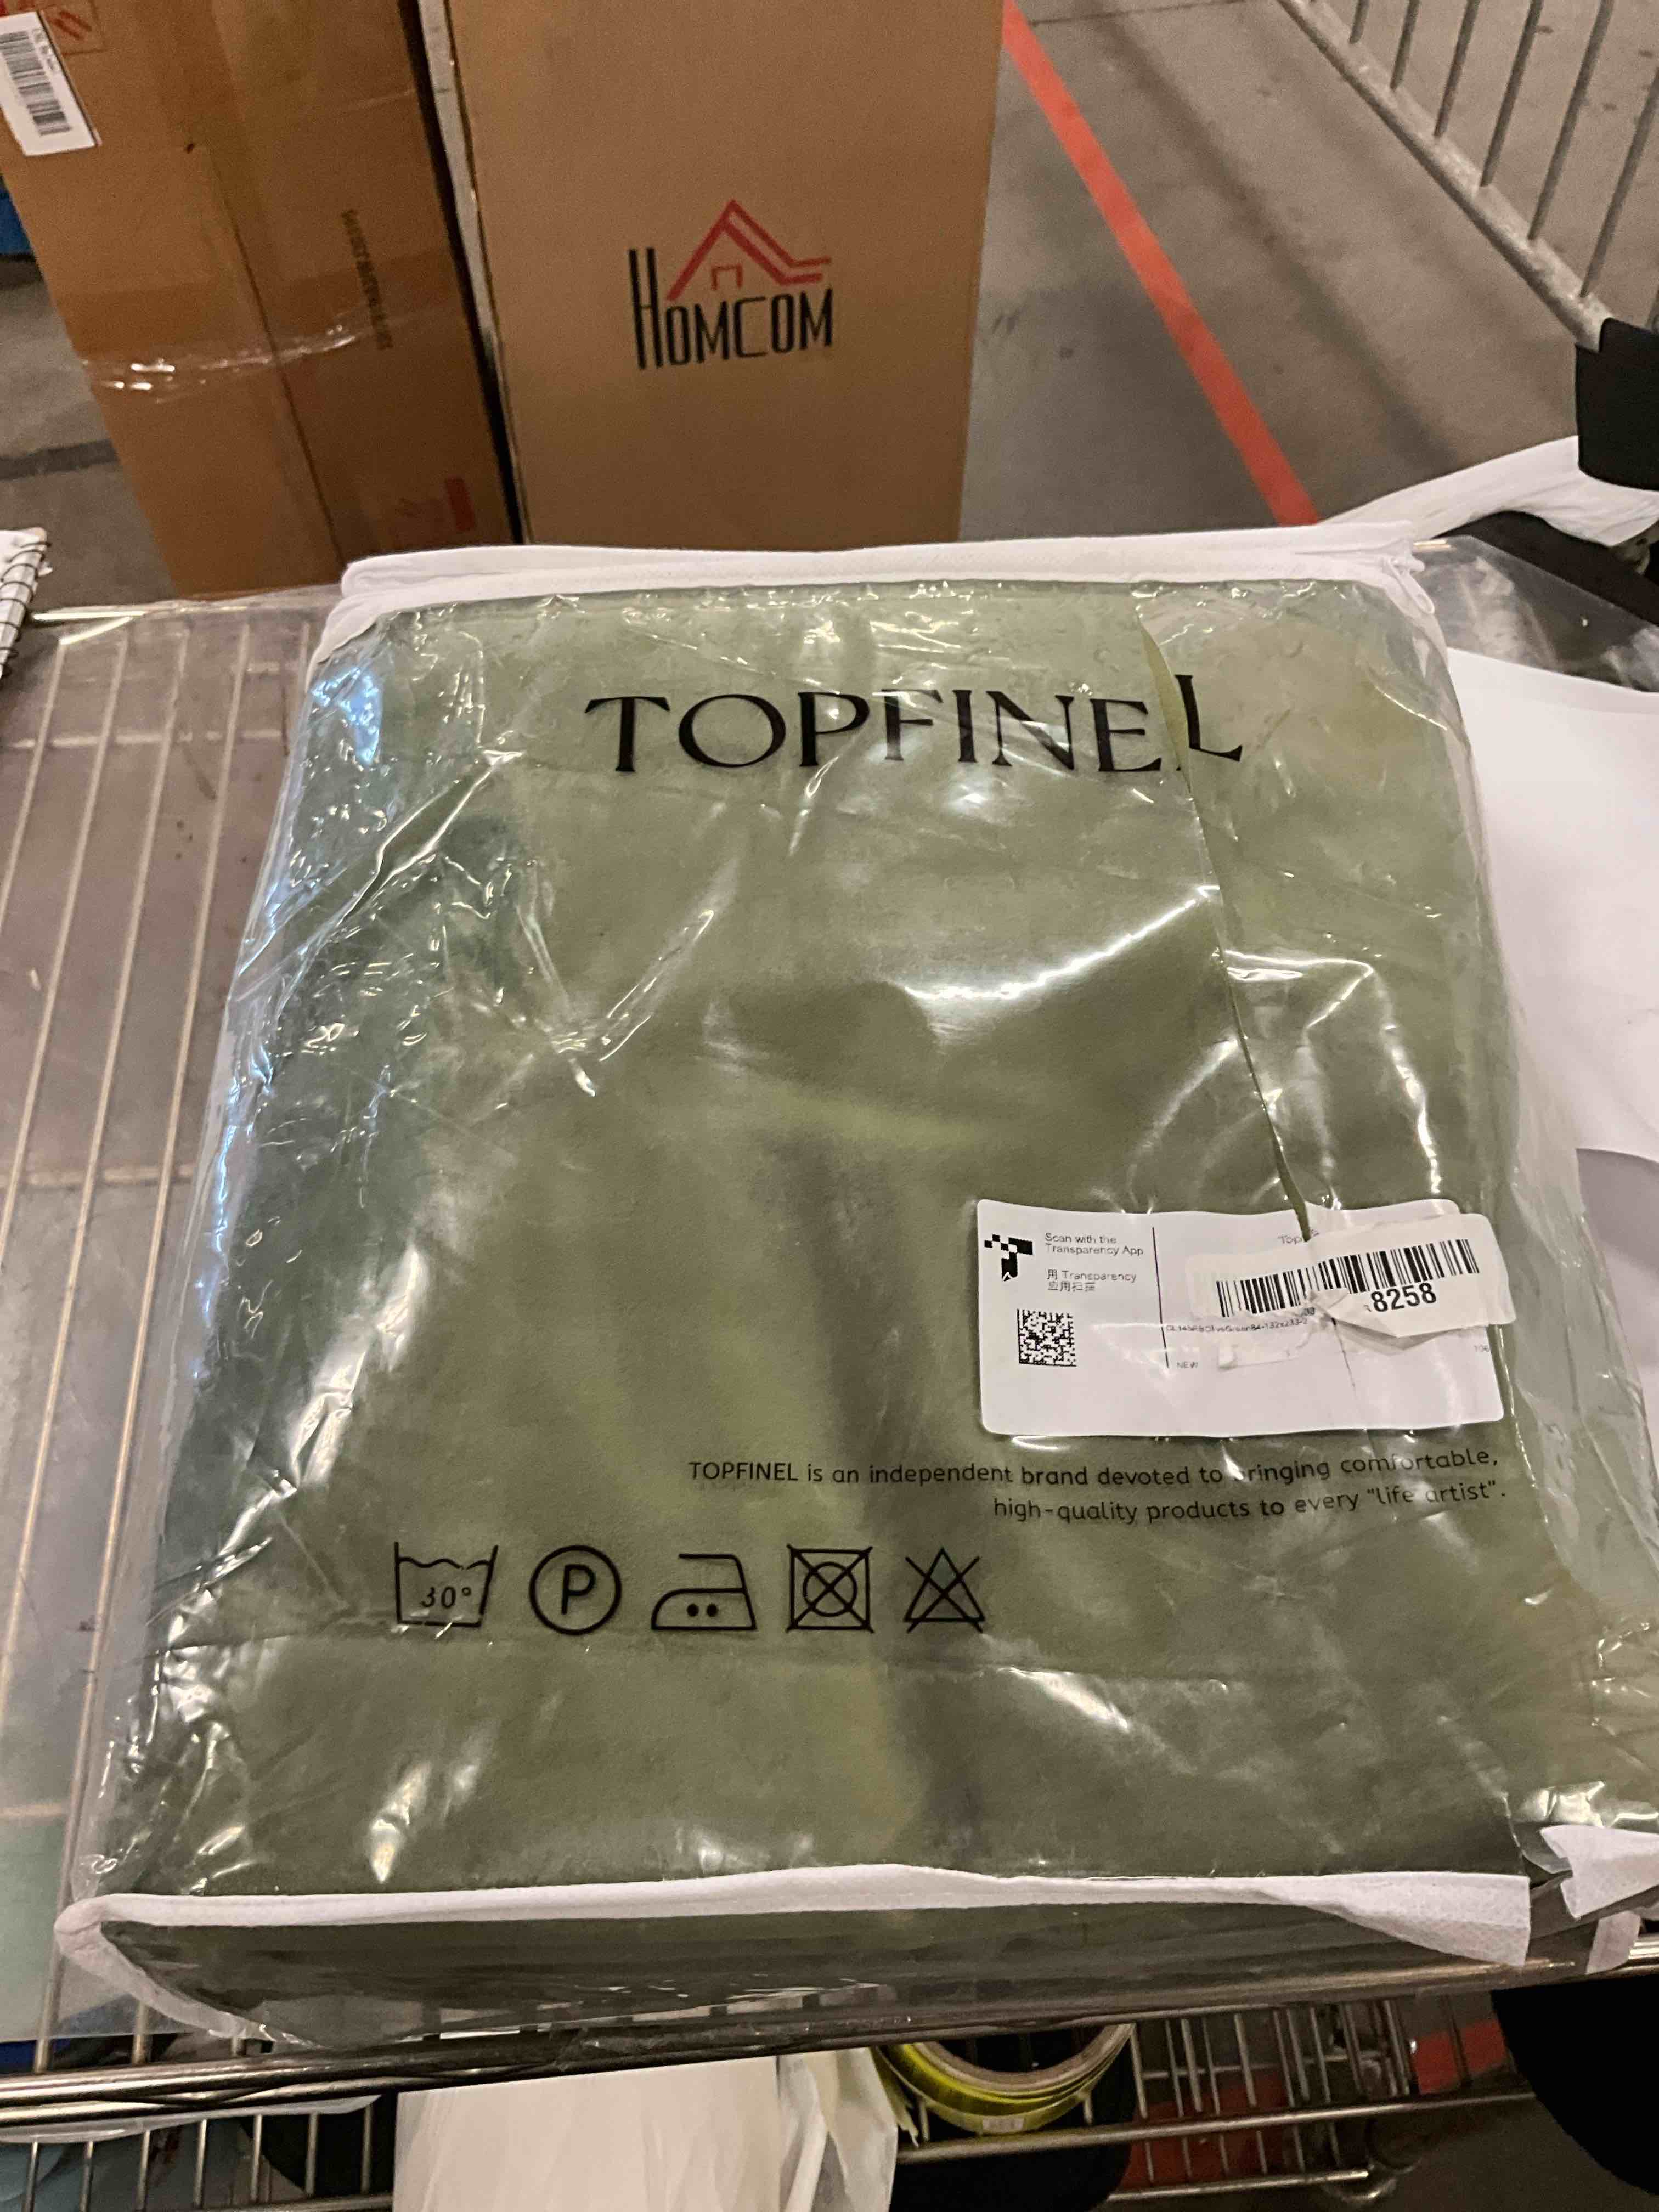 HOMCOM
TOPFINEL
Scan with the
Transparency App
用 Transparency
应用扫描
8258
NEW
TOPFINEL is an independent brand devoted to bringing comfortable,
high-quality products to every "life artist".
30°
P